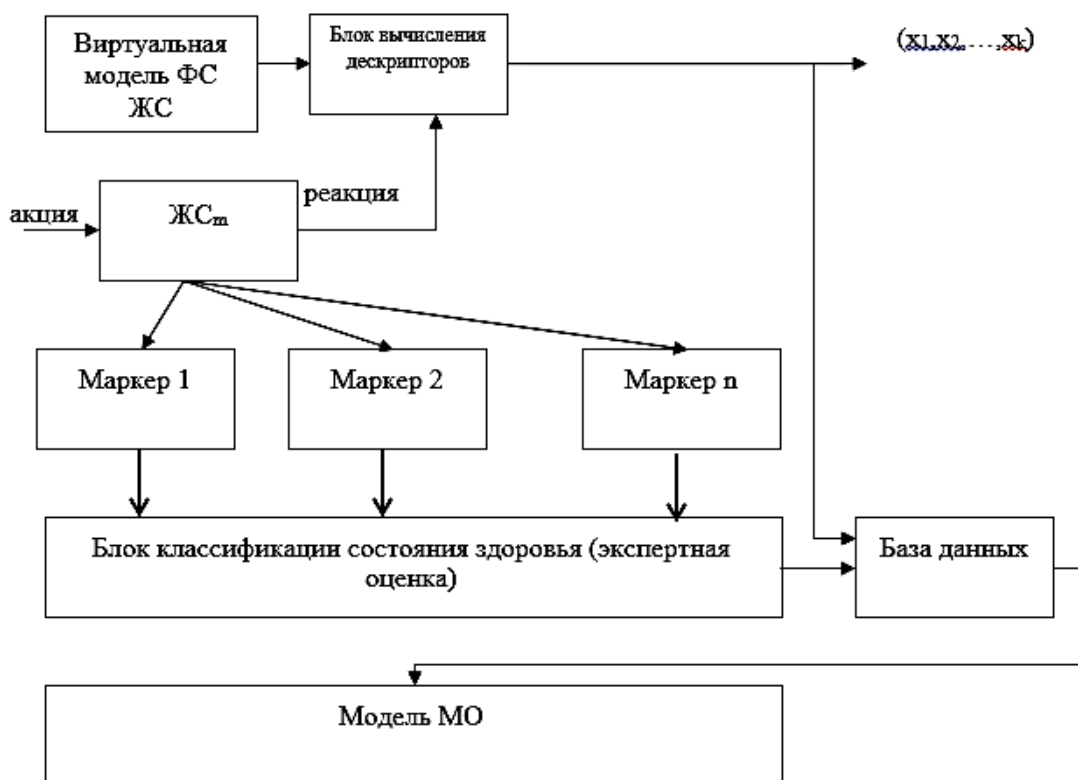 Виртуальная
модель ФС
ЖС
Блок вычисления
дескрипторов
(x1,x2,…,xk)
акция
ЖСm
реакция
Маркер 1
Маркер 2
Маркер n
Блок классификации состояния здоровья (экспертная
оценка)
База данных
Модель МО